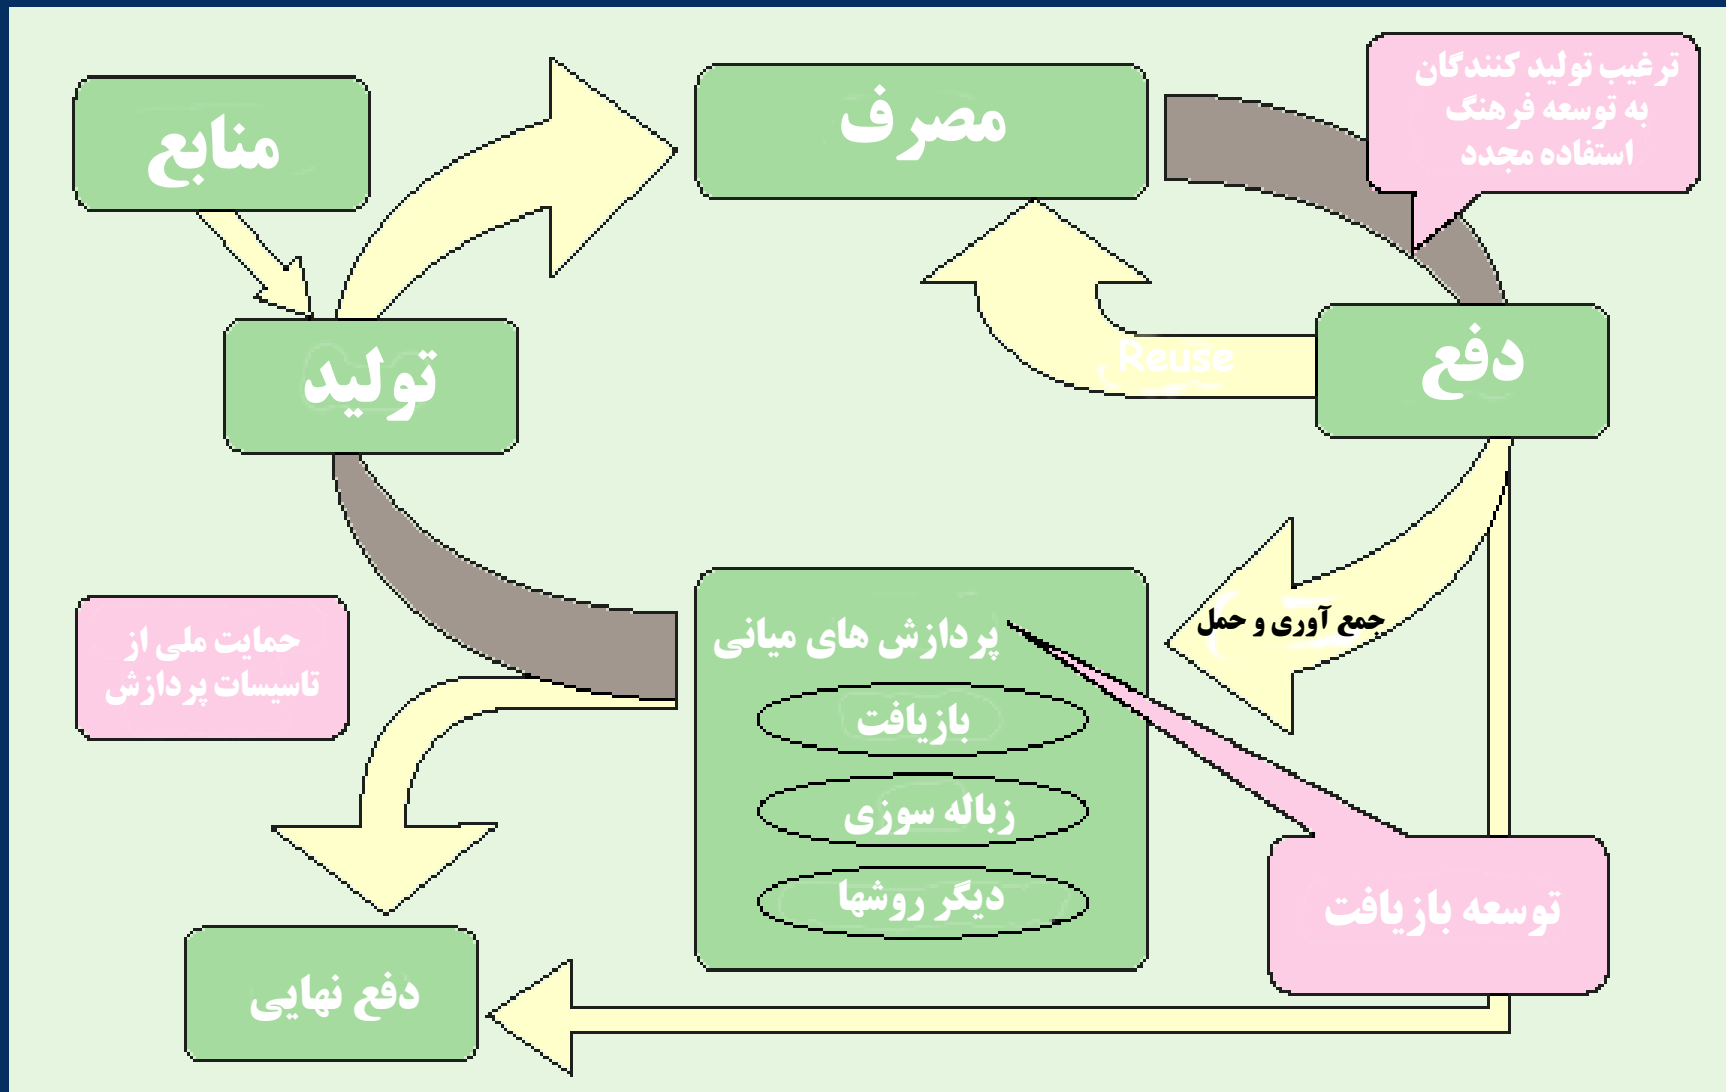 منابع
مصرف
ترغیب تولید کنندگان
به توسعه فرهنگ
استفاده مجدد
تولید
Reuse
دفع
حمایت ملی از
تاسیسات پردازش
پردازش های میانی
بازیافت
زباله سوزی
دیگر روشها
جمع آوری و حمل
توسعه بازیافت
دفع نهایی